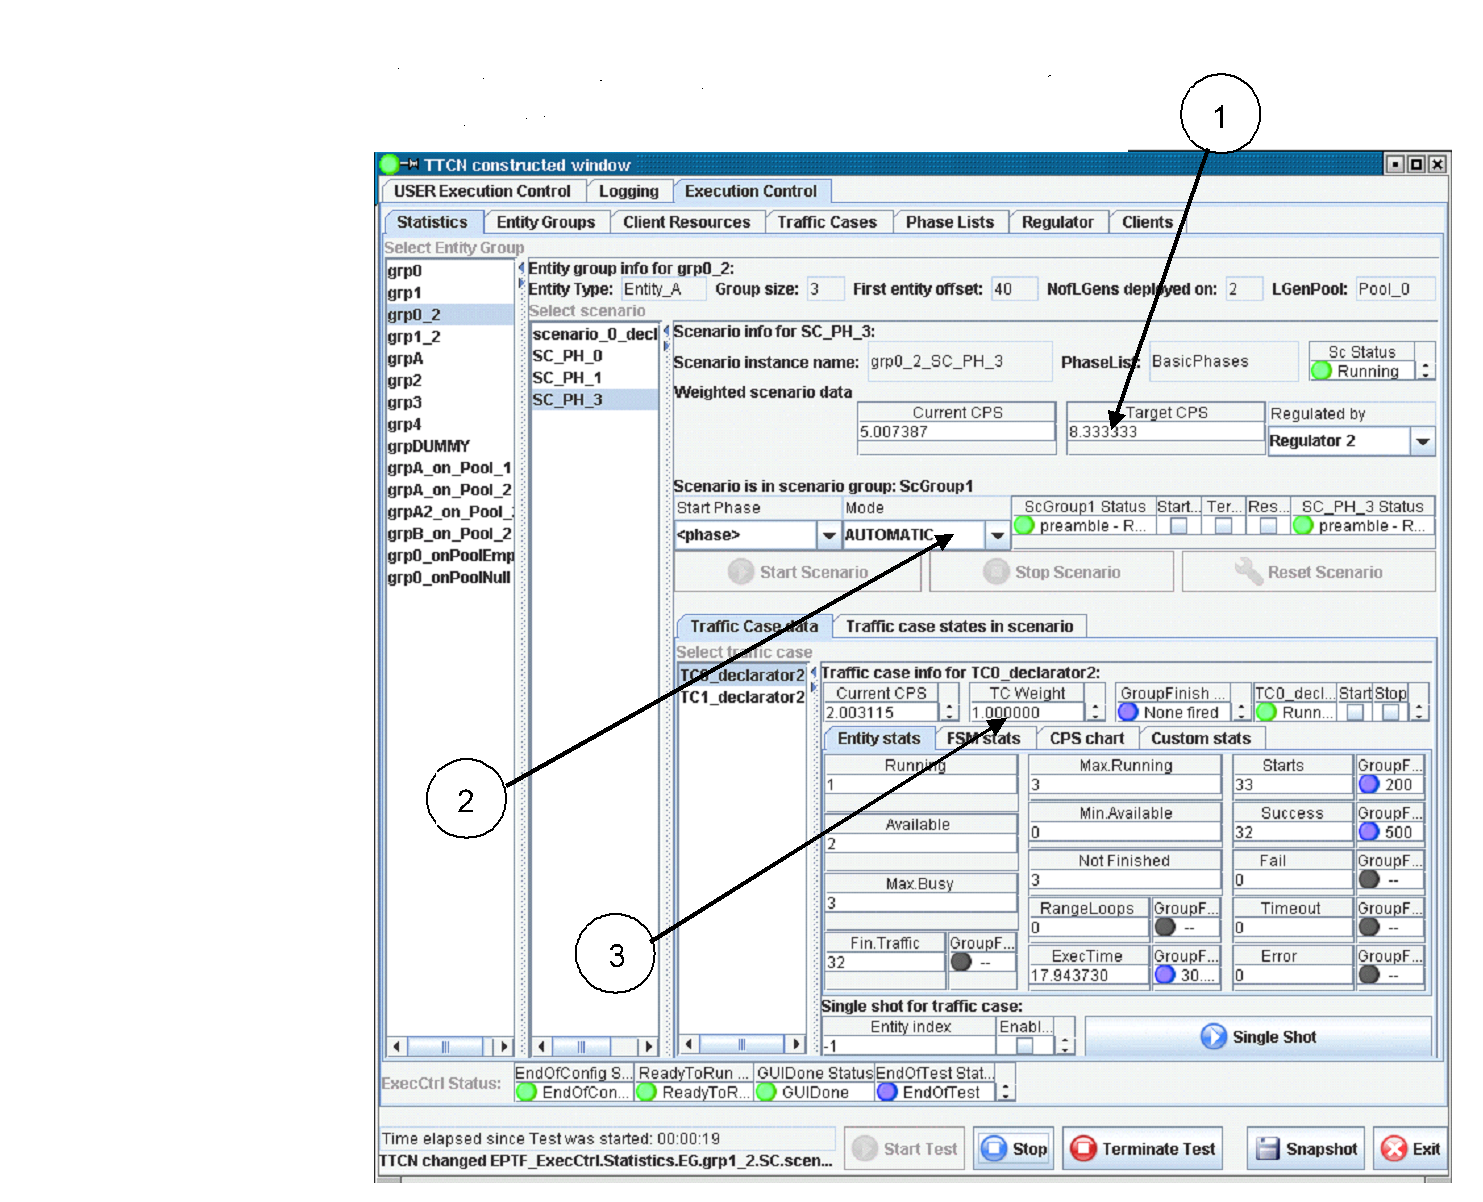 1
TTCN constructed window
USER Execution Control Logging Execution Control
Statistics Entity Groups Client Resources Traffic Cases Phase Lists Regulator Clients
Select Entity Group
grp0
grp1
grp0_2
grp1_2
grpA
grp2
grp3
grp4
grpDUMMY
grpA_on_Pool_1
grpA_on_Pool_2
grpA2_on_Pool_
grpB_on_Pool_2
grp0_onPoolEmp
grp0_onPoolNull
Entity group info for grp0_2:
Entity Type: Entity_A Group size: 3 First entity offset: 40 NofLGens deployed on: 2 LGenPool: Pool_0
Select scenario
scenario_0_decl
SC_PH_0
SC_PH_1
SC_PH_3
Scenario info for SC_PH_3:
Scenario instance name: grp0_2_SC_PH_3 PhaseList: BasicPhases Sc Status
Running
Weighted scenario data
Current CPS Target CPS Regulated by
5.007387 8.333333 Regulator 2
Scenario is in scenario group: ScGroup1
Start Phase Mode ScGroup1 Status Start... Ter... Res... SC_PH_3 Status
<phase> AUTOMATIC preamble - R... preamble - R...
Start Scenario Stop Scenario Reset Scenario
Traffic Case data Traffic case states in scenario
Select traffic case
TC0_declarator2
TC1_declarator2
Traffic case info for TC0_declarator2:
Current CPS TC Weight GroupFinish ... TC0_decl... Start Stop
2.003115 1.000000 None fired Runn...
Entity stats FSM stats CPS chart Custom stats
Running Max.Running Starts GroupF...
1 3 33 200
Available Min.Available Success GroupF...
2 0 32 500
Max.Busy Not Finished Fail GroupF...
3 3 0 --
RangeLoops GroupF... Timeout GroupF...
0 -- 0 --
Fin.Traffic GroupF... ExecTime GroupF... Error GroupF...
32 -- 17.943730 30.... 0 --
2
3
Single shot for traffic case:
Entity index Enabl...
-1 Single Shot
ExecCtrl Status: EndOfConfig S... ReadyToRun ... GUIDone Status EndOfTest Stat...
EndOfCon... ReadyToR... GUIDone EndOfTest
Time elapsed since Test was started: 00:00:19
TTCN changed EPTF_ExecCtrl.Statistics.EG.grp1_2.SC.scen...
Start Test Stop Terminate Test Snapshot Exit